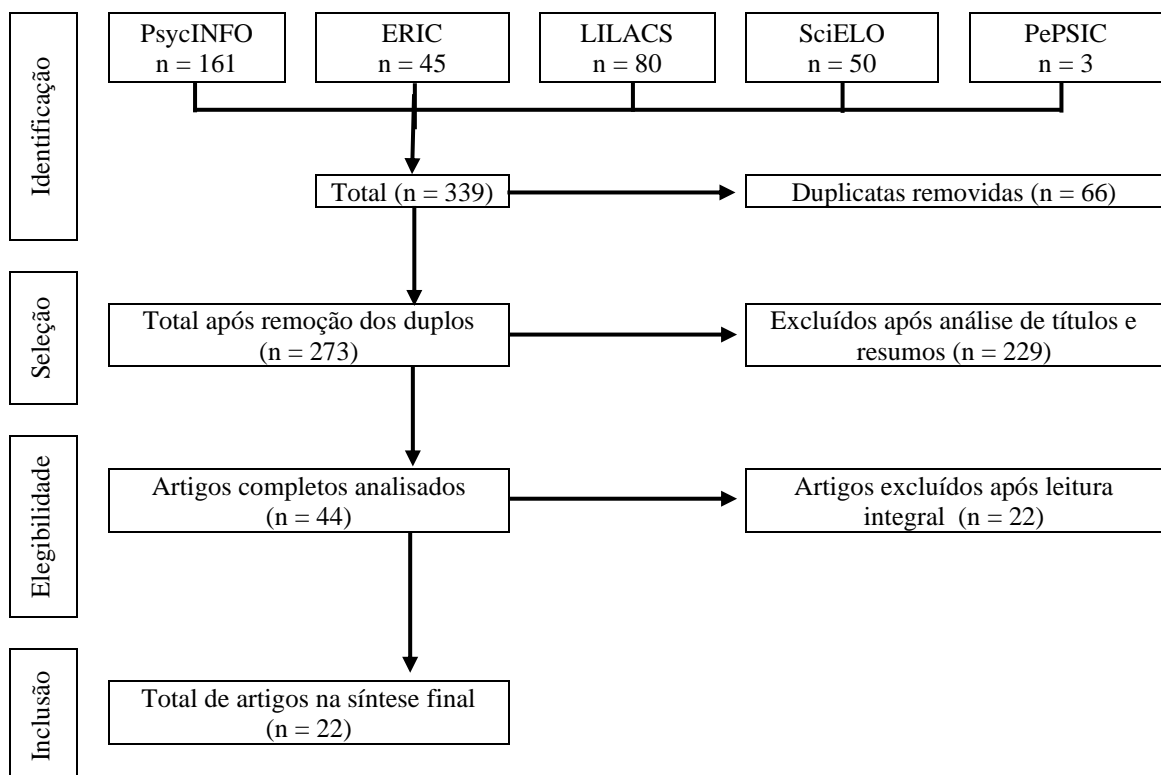 Identificação
PsycINFO
n = 161
ERIC
n = 45
LILACS
n = 80
SciELO
n = 50
PePSIC
n = 3
Total (n = 339)
Duplicatas removidas (n = 66)
Seleção
Total após remoção dos duplos
(n = 273)
Excluídos após análise de títulos e
resumos (n = 229)
Elegibilidade
Artigos completos analisados
(n = 44)
Artigos excluídos após leitura
integral (n = 22)
Inclusão
Total de artigos na síntese final
(n = 22)